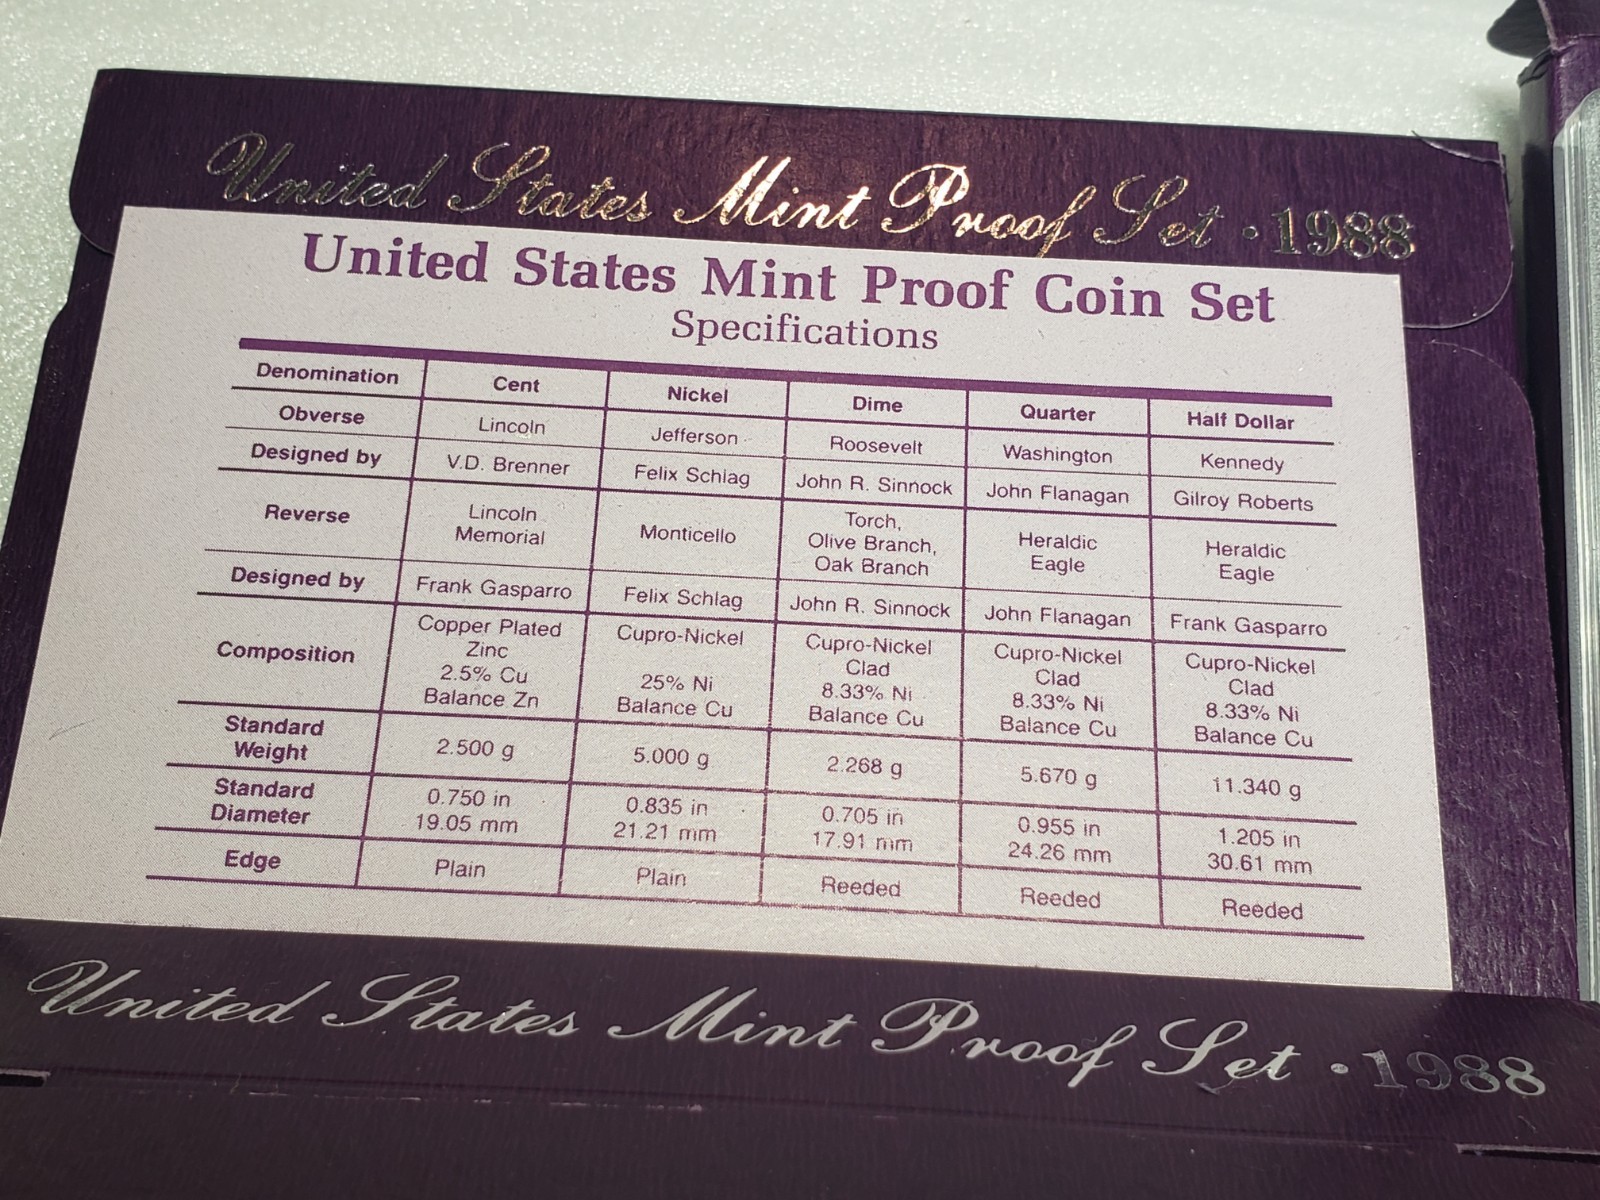 United States Mint Proof Set · 1988
United States Mint Proof Coin Set
Specifications
Denomination Cent Nickel Dime Quarter Half Dollar
Obverse Lincoln Jefferson Roosevelt Washington Kennedy
Designed by V.D. Brenner Felix Schlag John R. Sinnock John Flanagan Gilroy Roberts
Reverse Lincoln Memorial Monticello Torch, Olive Branch, Oak Branch Heraldic Eagle Heraldic Eagle
Designed by Frank Gasparro Felix Schlag John R. Sinnock John Flanagan Frank Gasparro
Composition Copper Plated Zinc 2.5% Cu Balance Zn Cupro-Nickel 25% Ni Balance Cu Cupro-Nickel Clad 8.33% Ni Balance Cu Cupro-Nickel Clad 8.33% Ni Balance Cu Cupro-Nickel Clad 8.33% Ni Balance Cu
Standard Weight 2.500 g 5.000 g 2.268 g 5.670 g 11.340 g
Standard Diameter 0.750 in 19.05 mm 0.835 in 21.21 mm 0.705 in 17.91 mm 0.955 in 24.26 mm 1.205 in 30.61 mm
Edge Plain Plain Reeded Reeded Reeded
United States Mint Proof Set · 1988